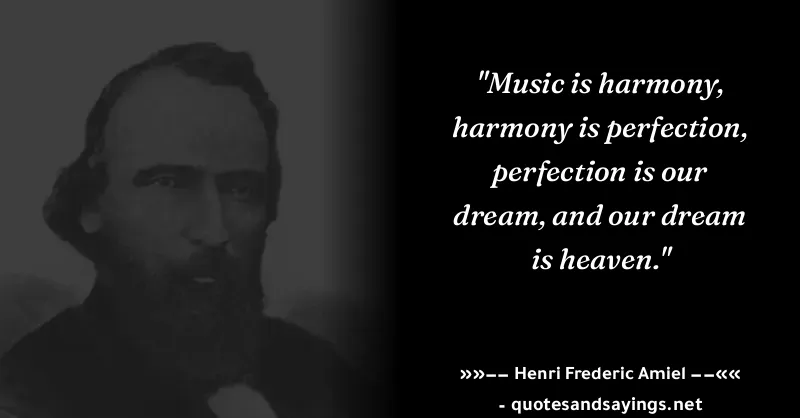 "Music is harmony,
harmony is perfection,
perfection is our
dream, and our dream
is heaven."
»»–– Henri Frederic Amiel ––««
- quotesandsayings.net